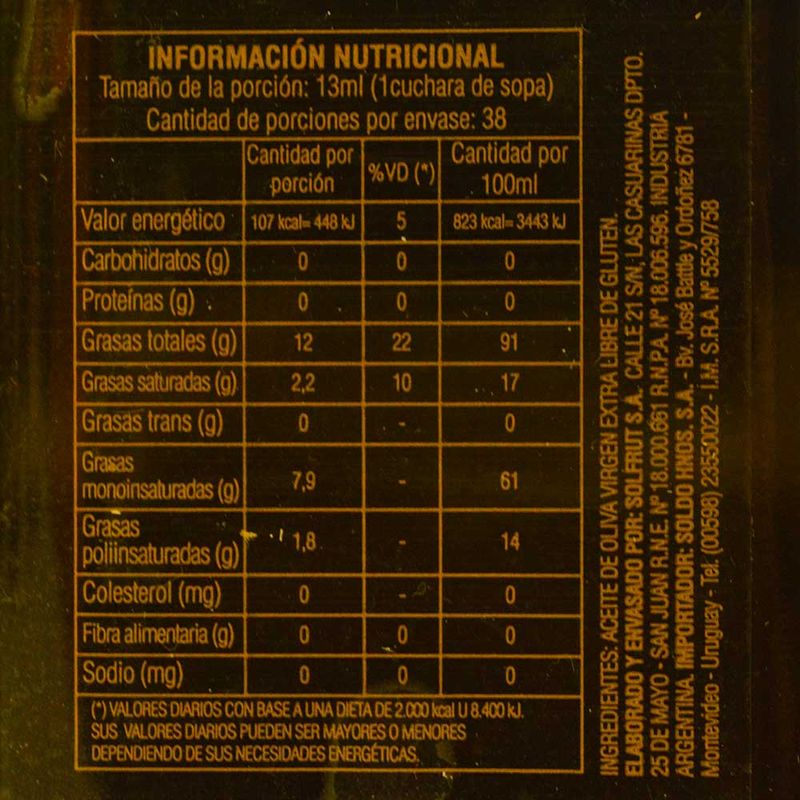 INFORMACIÓN NUTRICIONAL
Tamaño de la porción: 13ml (1cuchara de sopa)
Cantidad de porciones por envase: 38
Cantidad por porción %VD (*) Cantidad por 100ml
Valor energético 107 kcal= 448 kJ 5 823 kcal= 3443 kJ
Carbohidratos (g) 0 0 0
Proteínas (g) 0 0 0
Grasas totales (g) 12 22 91
Grasas saturadas (g) 2,2 10 17
Grasas trans (g) 0 - 0
Grasas monoinsaturadas (g) 7,9 - 61
Grasas poliinsaturadas (g) 1,8 - 14
Colesterol (mg) 0 - 0
Fibra alimentaria (g) 0 0 0
Sodio (mg) 0 0 0
(*) VALORES DIARIOS CON BASE A UNA DIETA DE 2.000 kcal U 8.400 kJ.
SUS VALORES DIARIOS PUEDEN SER MAYORES O MENORES
DEPENDIENDO DE SUS NECESIDADES ENERGÉTICAS.
INGREDIENTES: ACEITE DE OLIVA VIRGEN EXTRA LIBRE DE GLUTEN.
ELABORADO Y ENVASADO POR: SOLFRUT S.A. CALLE 21 S/N, LAS CASUARINAS DPTO.
25 DE MAYO - SAN JUAN R.N.E. Nº 18.000.661 R.N.P.A. Nº 18.006.596. INDUSTRIA
ARGENTINA. IMPORTADOR: SOLDO HNOS. S.A. - Bv. José Batlle y Ordoñez 6781 -
Montevideo - Uruguay - Tel: (00598) 23550022 - I.M. S.R.A. Nº 5529/758